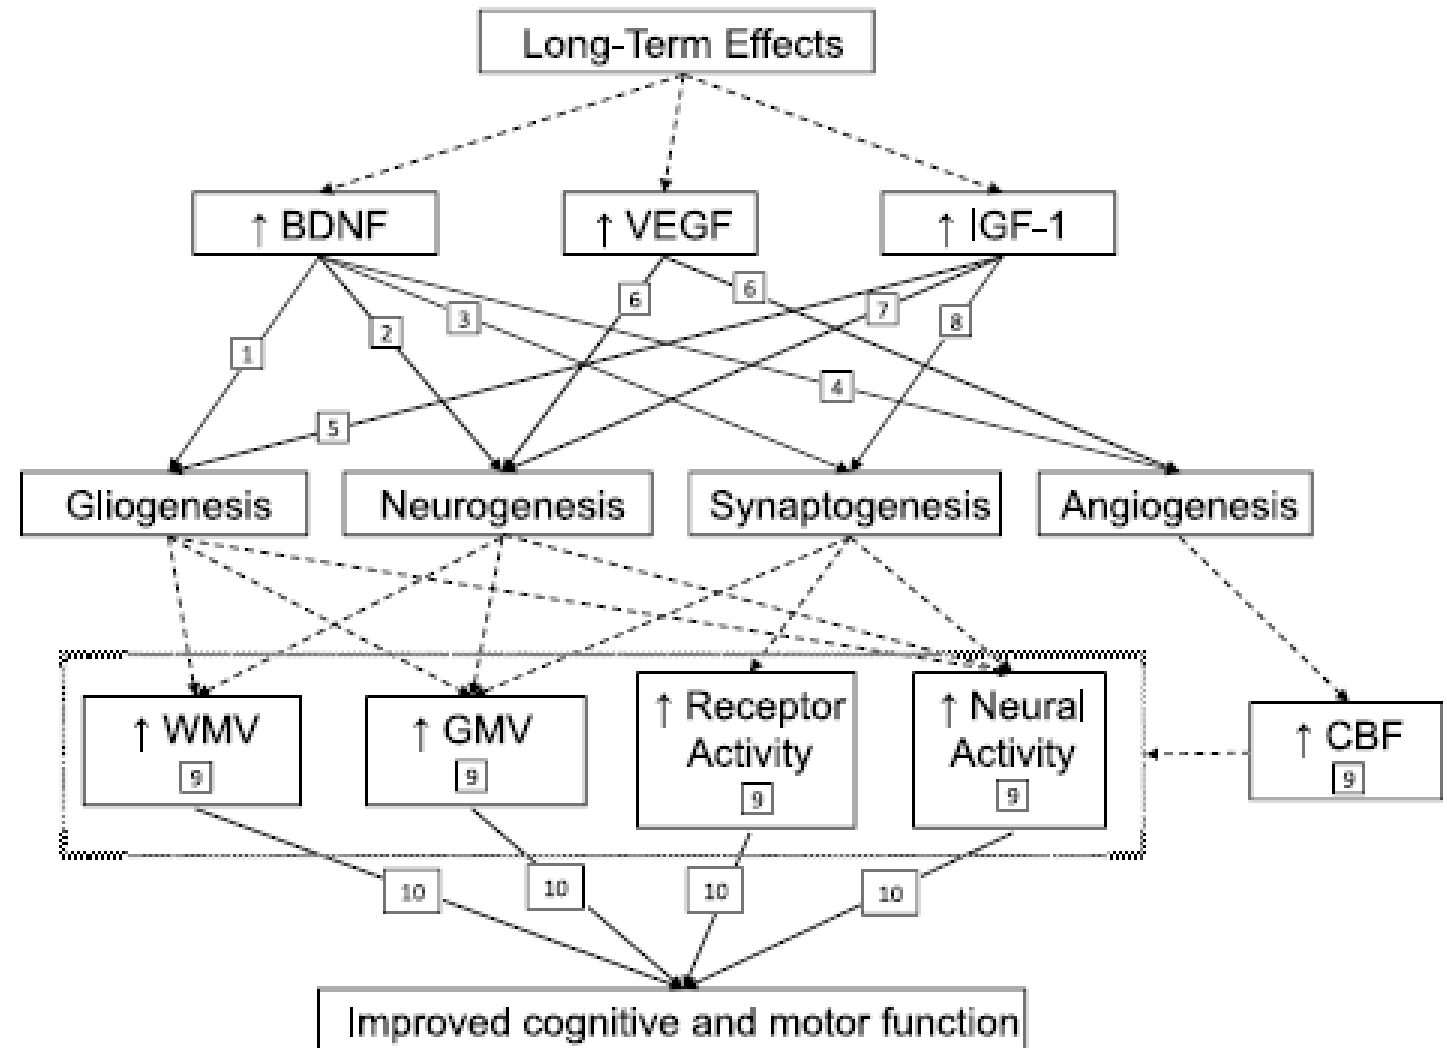 Long-Term Effects
↑ BDNF
↑ VEGF
↑ IGF-1
6
6
7
3
8
2
1
4
5
Gliogenesis
Neurogenesis
Synaptogenesis
Angiogenesis
↑ WMV
9
↑ GMV
9
↑ Receptor
Activity
9
↑ Neural
Activity
9
↑ CBF
9
10
10
10
10
Improved cognitive and motor function